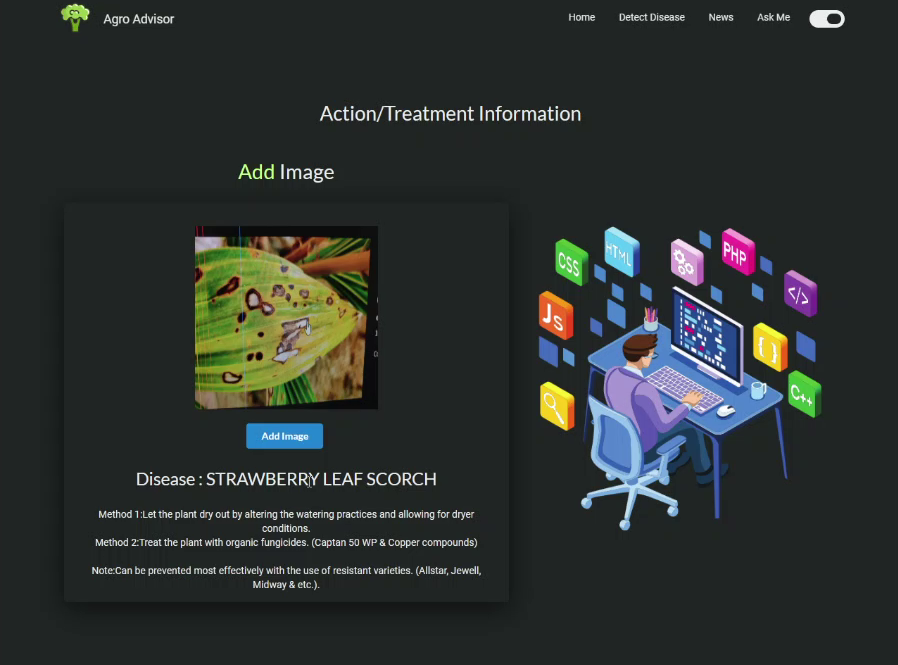 Agro Advisor
Home Detect Disease News Ask Me
Action/Treatment Information
Add Image
CSS
HTML
PHP
</>
Js
{ }
C++
Add Image
Disease : STRAWBERRY LEAF SCORCH
Method 1:Let the plant dry out by altering the watering practices and allowing for dryer
conditions.
Method 2:Treat the plant with organic fungicides. (Captan 50 WP & Copper compounds)
Note:Can be prevented most effectively with the use of resistant varieties. (Allstar, Jewell,
Midway & etc.).